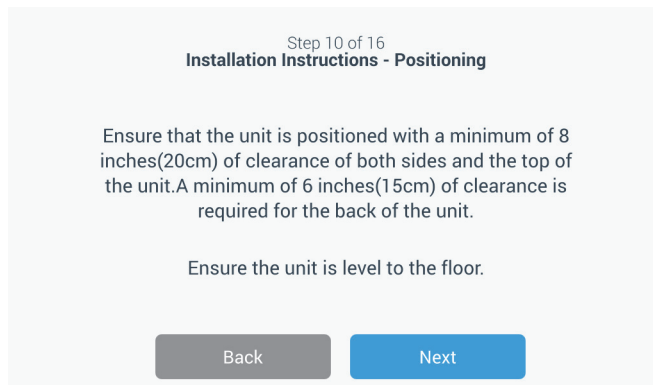 Step 10 of 16
Installation Instructions - Positioning
Ensure that the unit is positioned with a minimum of 8
inches(20cm) of clearance of both sides and the top of
the unit.A minimum of 6 inches(15cm) of clearance is
required for the back of the unit.
Ensure the unit is level to the floor.
Back
Next